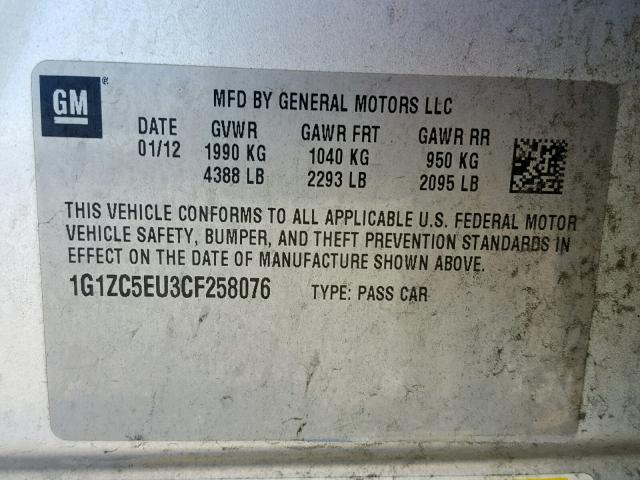 GM ®
MFD BY GENERAL MOTORS LLC
DATE GVWR GAWR FRT GAWR RR
01/12 1990 KG 1040 KG 950 KG
4388 LB 2293 LB 2095 LB
THIS VEHICLE CONFORMS TO ALL APPLICABLE U.S. FEDERAL MOTOR
VEHICLE SAFETY, BUMPER, AND THEFT PREVENTION STANDARDS IN
EFFECT ON THE DATE OF MANUFACTURE SHOWN ABOVE.
1G1ZC5EU3CF258076 TYPE: PASS CAR